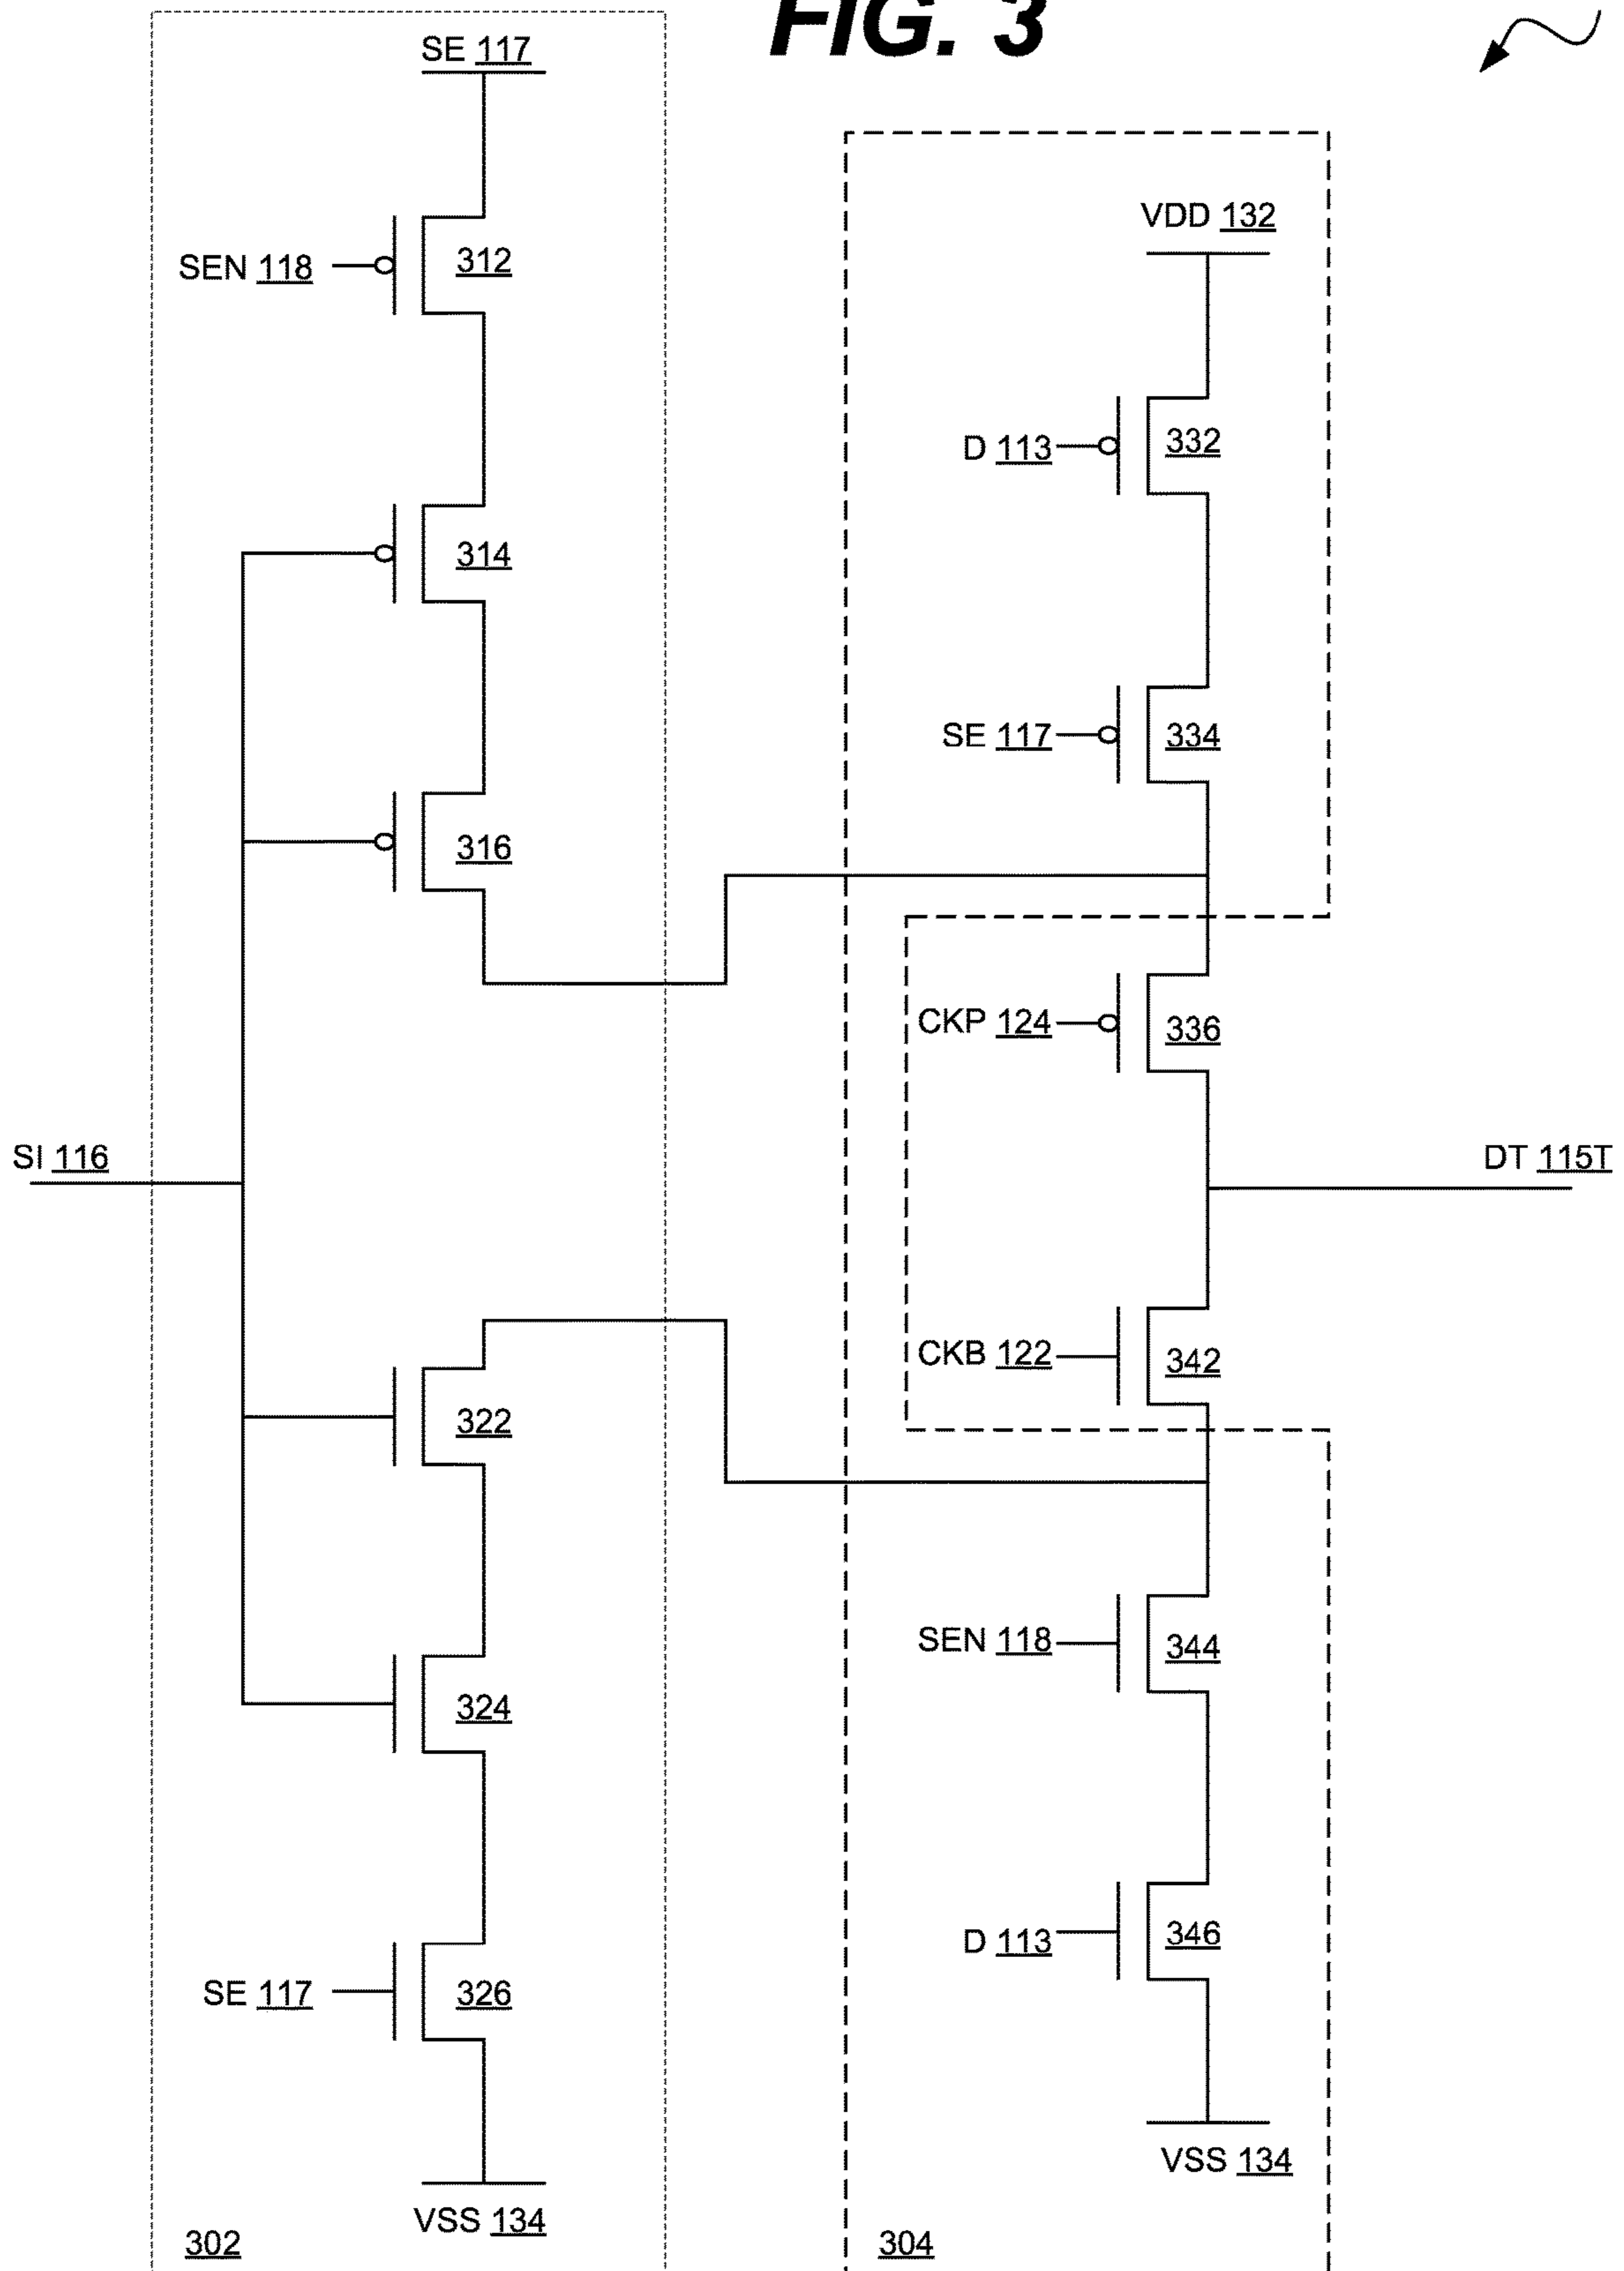 FIG. 3
SE 117
SEN 118
312
314
316
SI 116
322
324
SE 117
326
VSS 134
302
VDD 132
D 113
332
SE 117
334
CKP 124
336
DT 115T
CKB 122
342
SEN 118
344
D 113
346
VSS 134
304